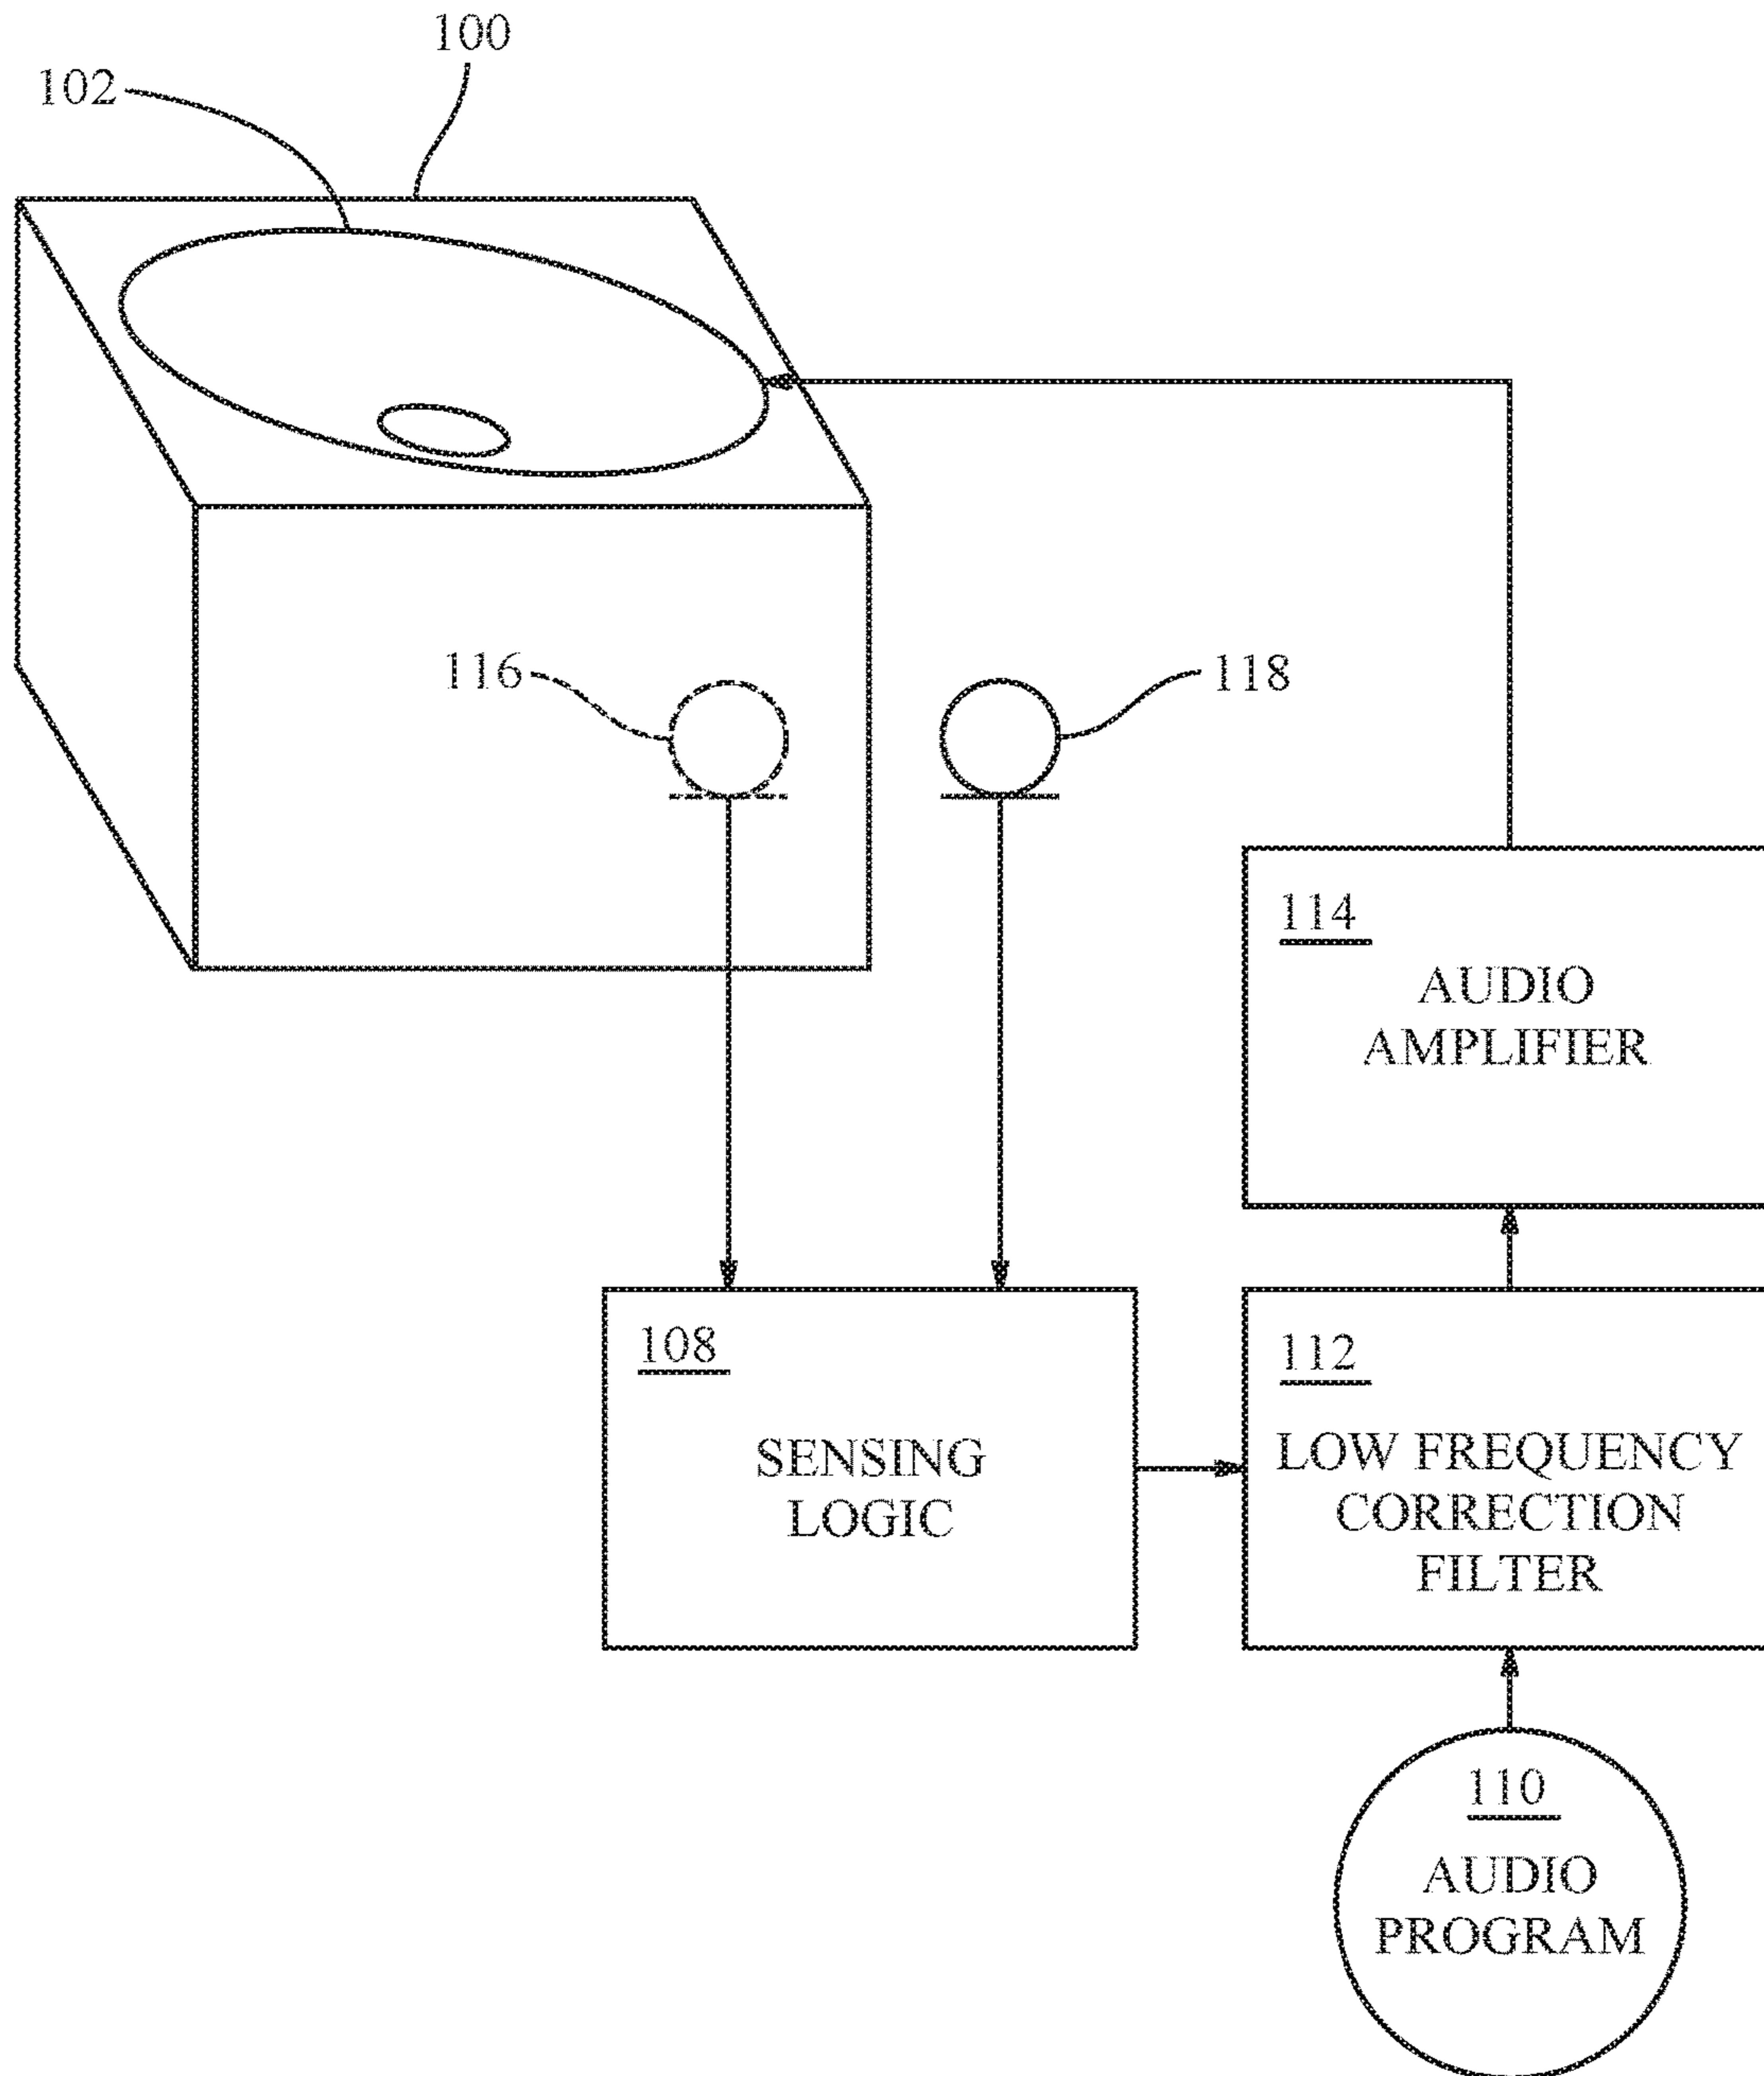 100
102
116
118
114
AUDIO
AMPLIFIER
108
SENSING
LOGIC
112
LOW FREQUENCY
CORRECTION
FILTER
110
AUDIO
PROGRAM